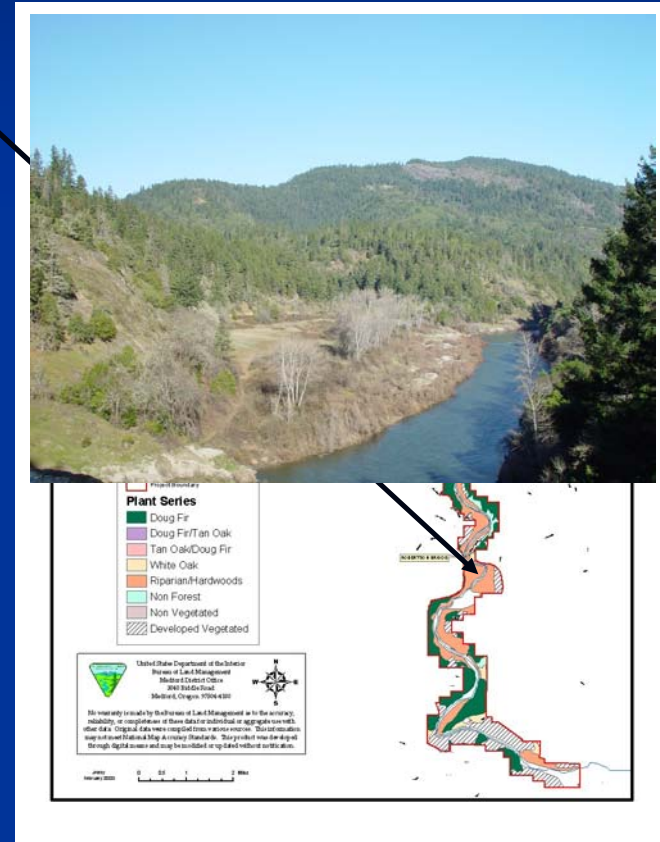 Project Boundary
Plant Series
Doug Fir
Doug Fir/Tan Oak
Tan Oak/Doug Fir
White Oak
Riparian/Hardwoods
Non Forest
Non Vegetated
Developed Vegetated
United States Department of the Interior
Bureau of Land Management
Medford District Office
3040 Biddle Road
Medford, Oregon 97504-4180
N
W E
S
No warranty is made by the Bureau of Land Management as to the accuracy,
reliability, or completeness of these data for individual or aggregate use with
other data. Original data were compiled from various sources. This information
may not meet National Map Accuracy Standards. This product was developed
through digital means and may be modified or updated without notification.
0 0.5 1 2 Miles